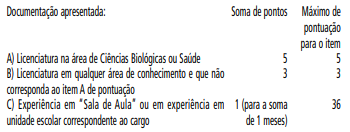 Documentação apresentada: Soma de pontos Máximo de
pontuação
para o item
A) Licenciatura na área de Ciências Biológicas ou Saúde 5 5
B) Licenciatura em qualquer área de conhecimento e que não 3 3
corresponda ao item A de pontuação
C) Experiência em "Sala de Aula" ou em experiência em 1 (para a soma 36
unidade escolar correspondente ao cargo de 1 meses)